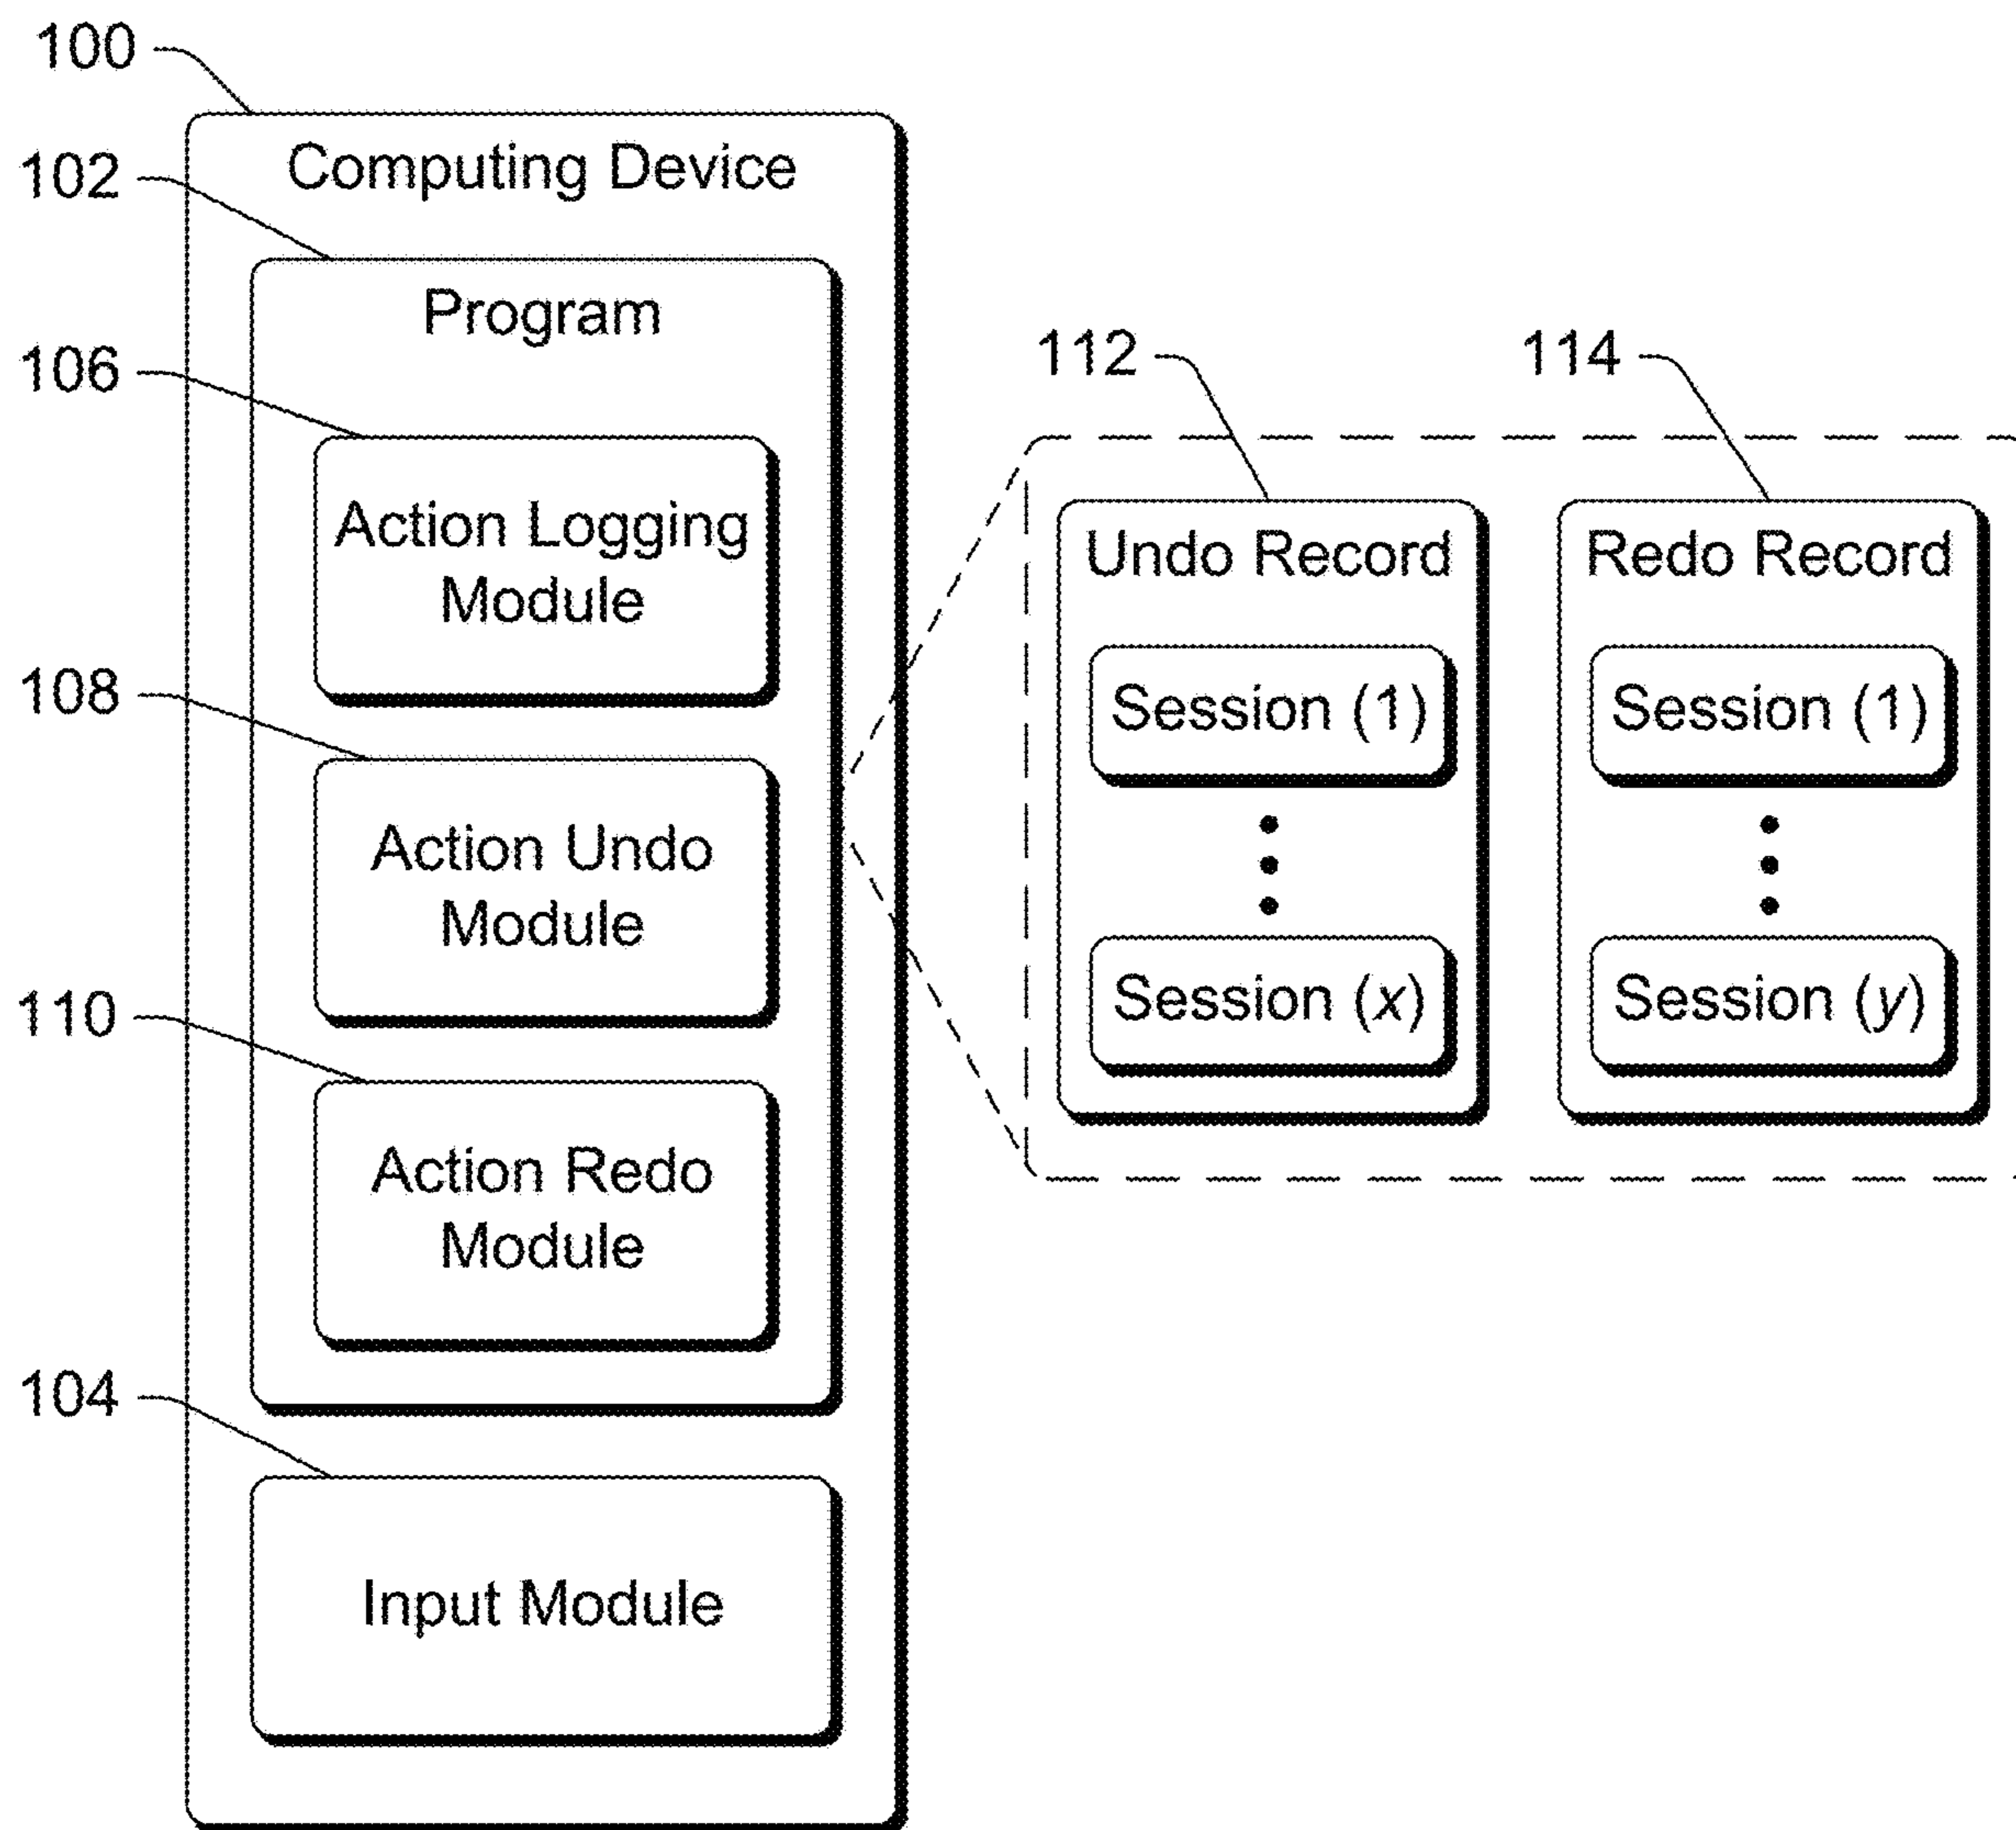 100
Computing Device
102
Program
106
112
114
Action Logging
Module
Undo Record
Redo Record
108
Session (1)
Session (1)
Action Undo
Module
110
Session (x)
Session (y)
Action Redo
Module
104
Input Module